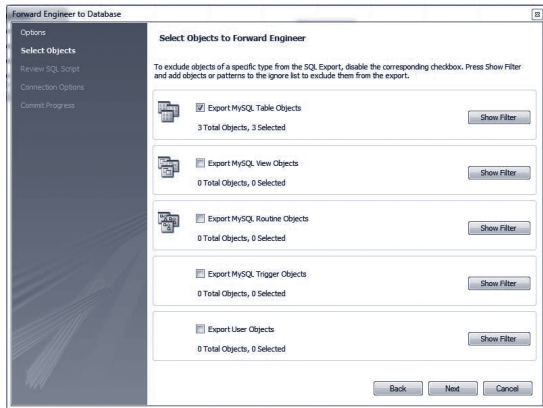 Forward Engineer to Database
Options
Select Objects
Review SQL Script
Connection Options
Commit Progress
Select Objects to Forward Engineer
To exclude objects of a specific type from the SQL Export, disable the corresponding checkbox. Press Show Filter
and add objects or patterns to the ignore list to exclude them from the export.
Export MySQL Table Objects
3 Total Objects, 3 Selected
Show Filter
Export MySQL View Objects
0 Total Objects, 0 Selected
Show Filter
Export MySQL Routine Objects
0 Total Objects, 0 Selected
Show Filter
Export MySQL Trigger Objects
0 Total Objects, 0 Selected
Show Filter
Export User Objects
0 Total Objects, 0 Selected
Show Filter
Back
Next
Cancel